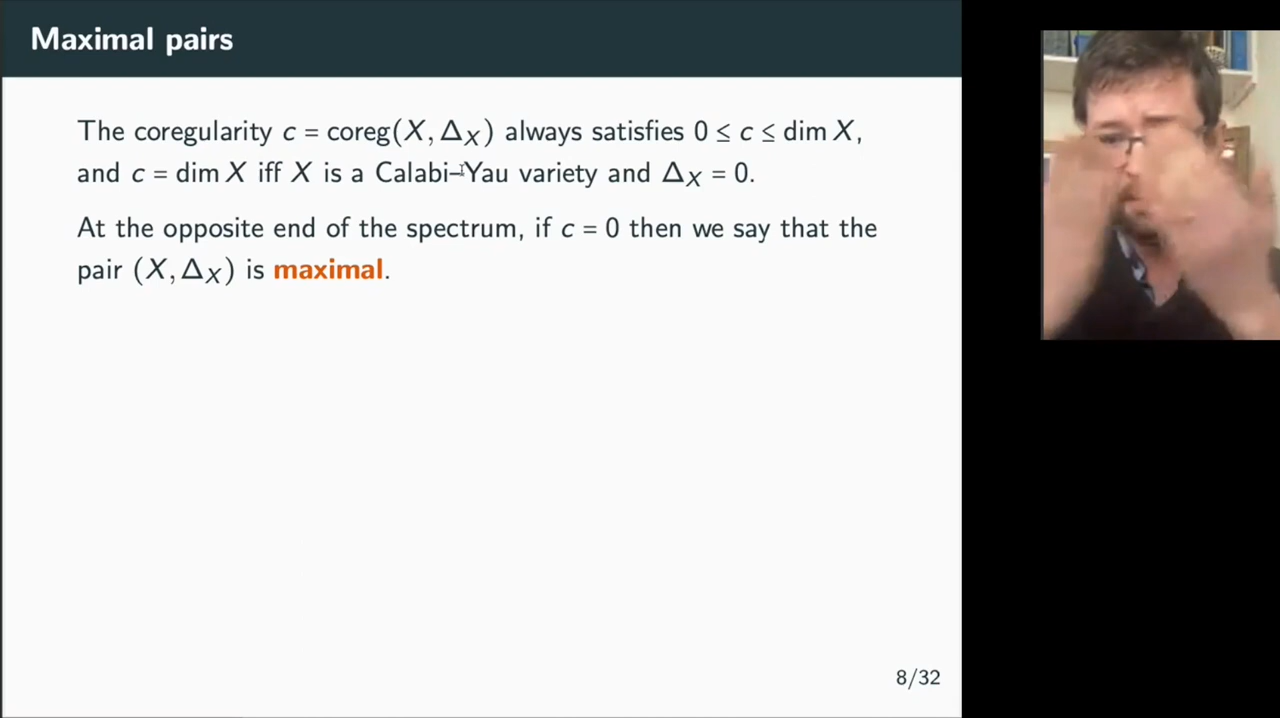 Maximal pairs
The coregularity c = coreg(X, Δ_X) always satisfies 0 ≤ c ≤ dim X,
and c = dim X iff X is a Calabi–Yau variety and Δ_X = 0.
At the opposite end of the spectrum, if c = 0 then we say that the
pair (X, Δ_X) is maximal.
8/32